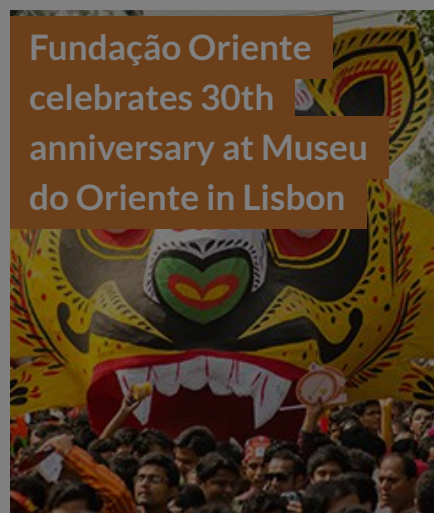 Fundação Oriente
celebrates 30th
anniversary at Museu
do Oriente in Lisbon